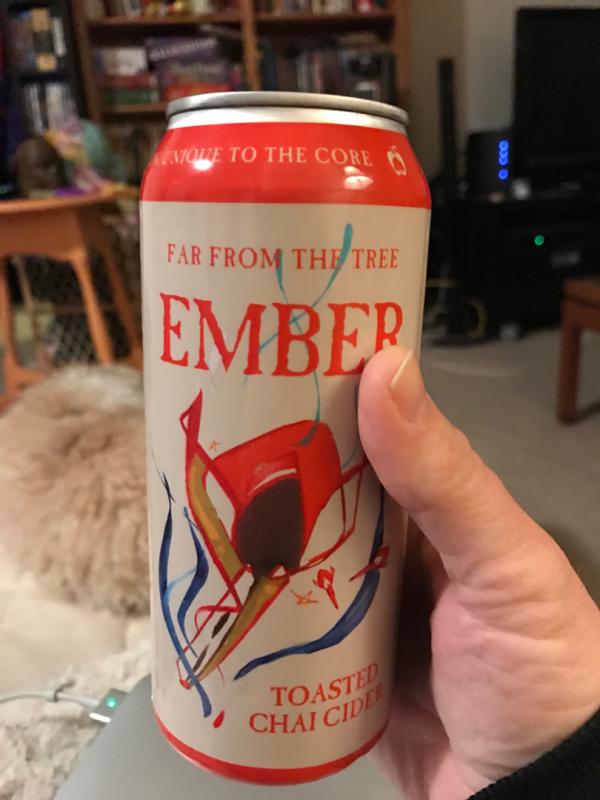 UNIQUE TO THE CORE
FAR FROM THE TREE
EMBER
TOASTED
CHAI CIDER